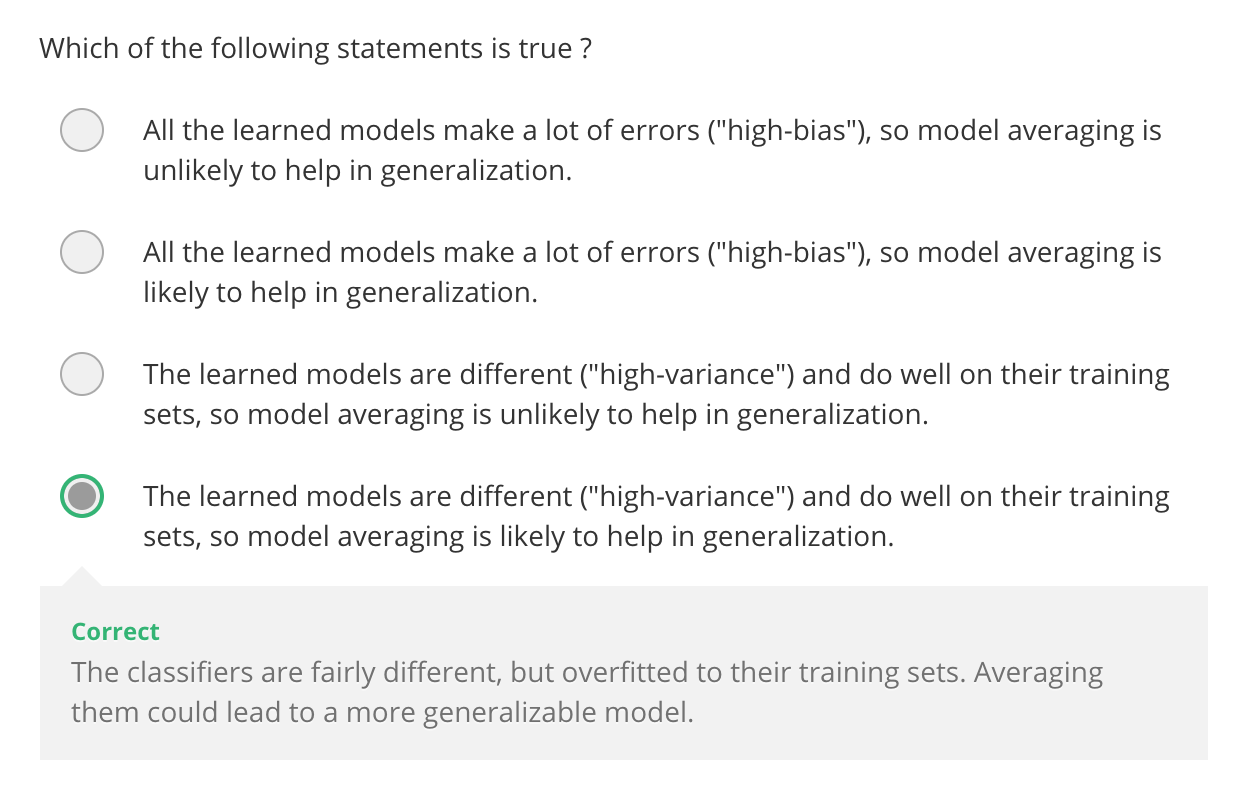 Which of the following statements is true ?
All the learned models make a lot of errors ("high-bias"), so model averaging is
unlikely to help in generalization.
All the learned models make a lot of errors ("high-bias"), so model averaging is
likely to help in generalization.
The learned models are different ("high-variance") and do well on their training
sets, so model averaging is unlikely to help in generalization.
The learned models are different ("high-variance") and do well on their training
sets, so model averaging is likely to help in generalization.
Correct
The classifiers are fairly different, but overfitted to their training sets. Averaging
them could lead to a more generalizable model.